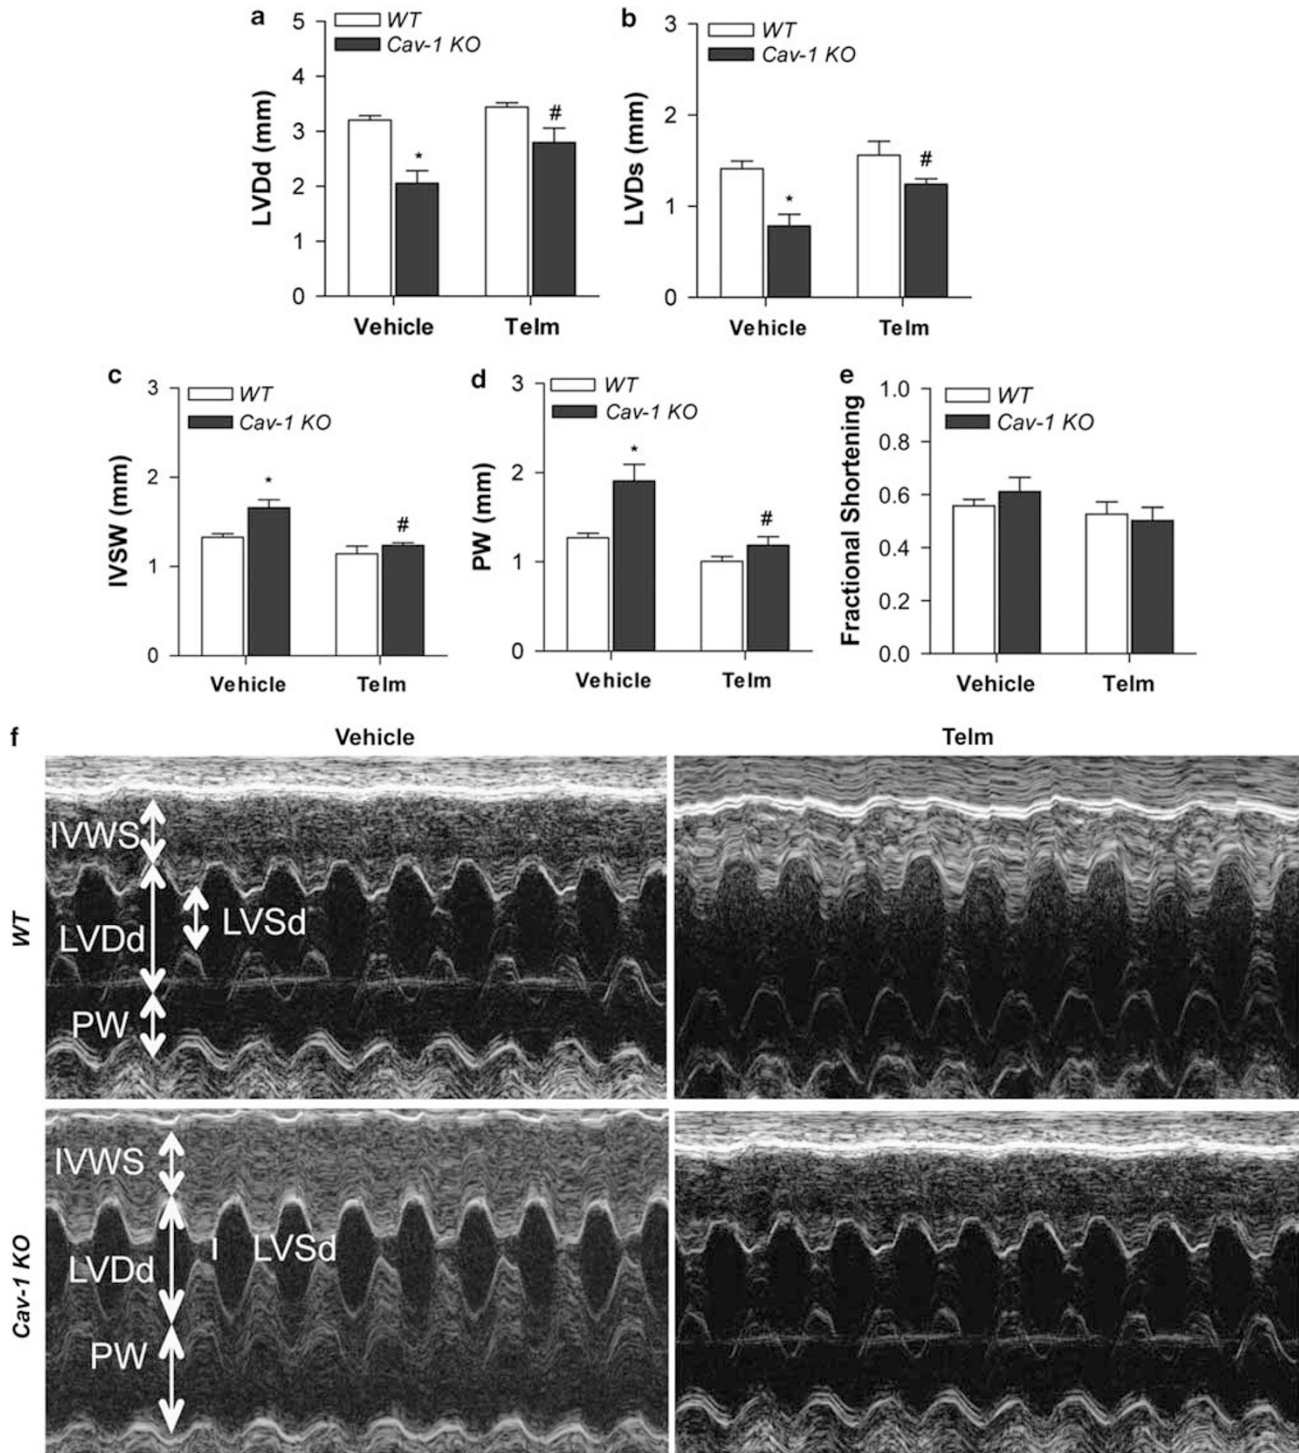 a
WT
Cav-1 KO
LVDd (mm)
5
4
3
2
1
0
*
#
Vehicle
Telm
b
WT
Cav-1 KO
LVDs (mm)
3
2
1
0
*
#
Vehicle
Telm
c
WT
Cav-1 KO
IVSW (mm)
3
2
1
0
*
#
Vehicle
Telm
d
WT
Cav-1 KO
PW (mm)
3
2
1
0
*
#
Vehicle
Telm
e
WT
Cav-1 KO
Fractional Shortening
1.0
0.8
0.6
0.4
0.2
0.0
Vehicle
Telm
f
Vehicle
Telm
WT
IVWS
LVDd
LVSd
PW
Cav-1 KO
IVWS
LVDd
LVSd
PW